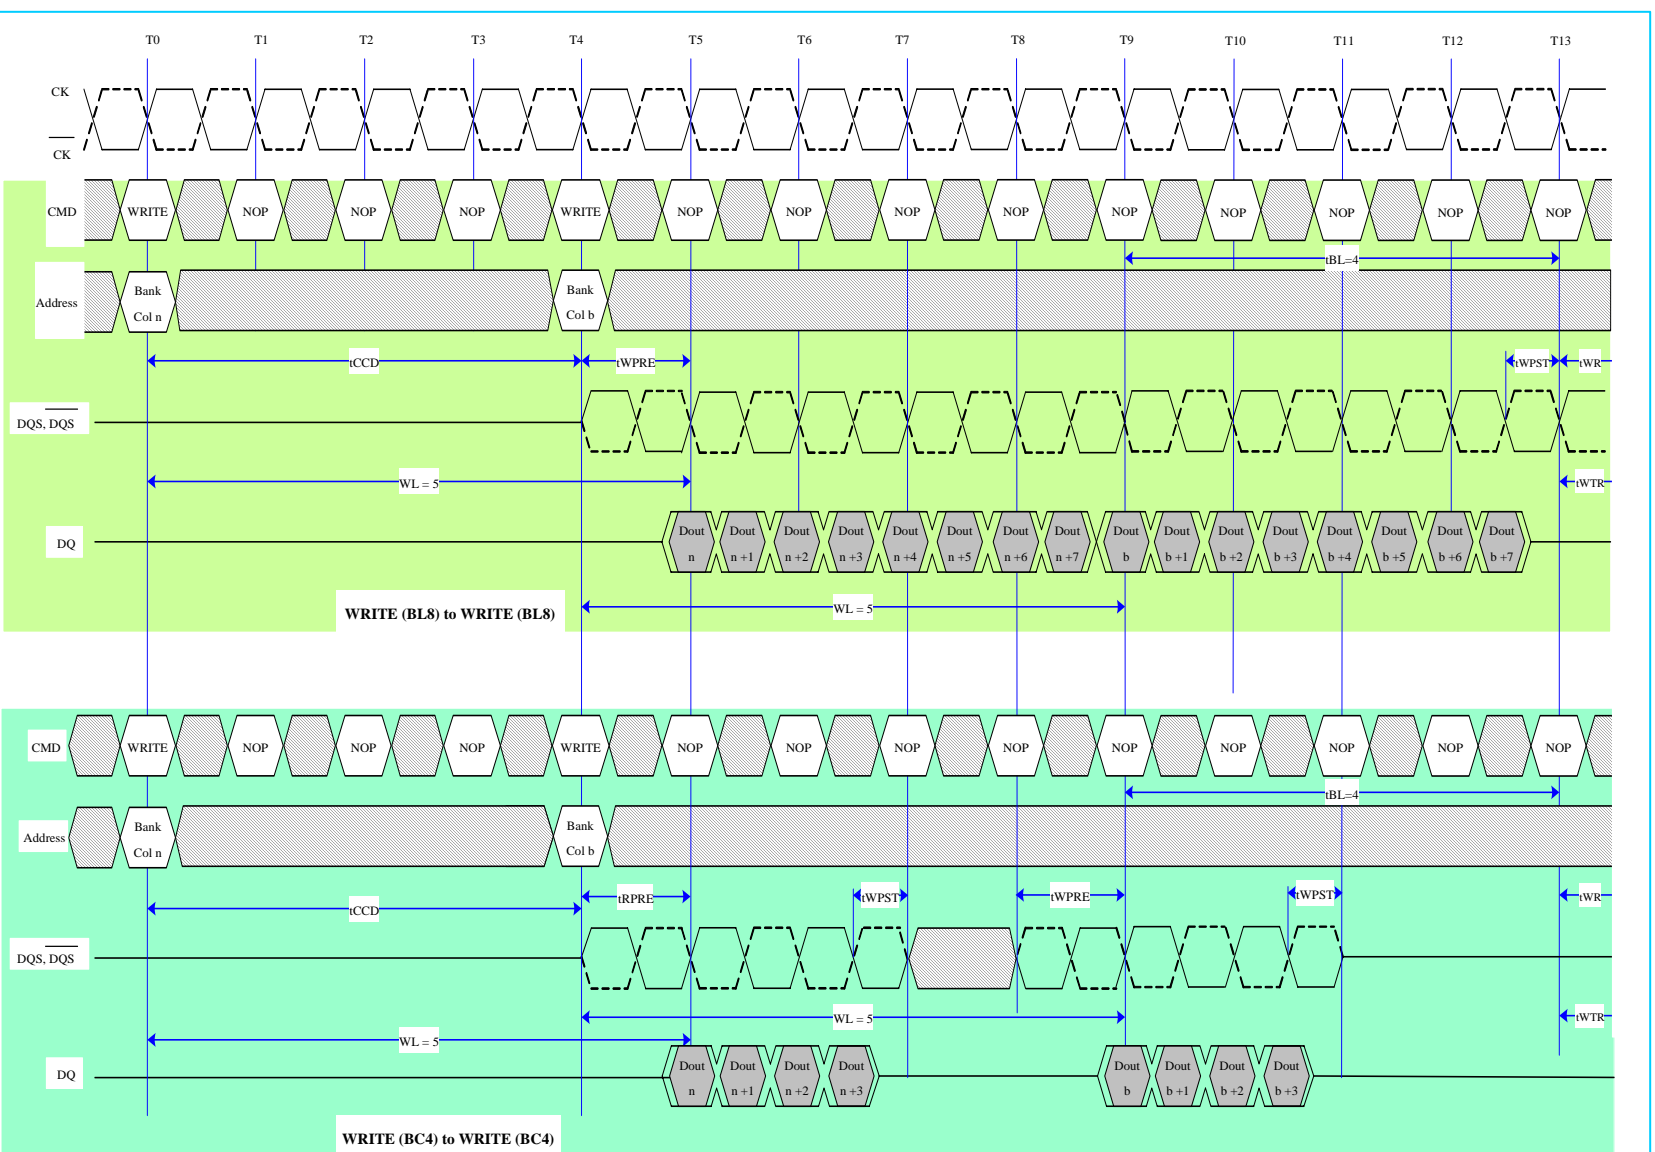 T0 T1 T2 T3 T4 T5 T6 T7 T8 T9 T10 T11 T12 T13
CK
CK
CMD WRITE NOP NOP NOP WRITE NOP NOP NOP NOP NOP NOP NOP NOP NOP
tBL=4
Address Bank Col n Bank Col b
tCCD tWPRE tWPST tWR
DQS, DQS
WL = 5 tWTR
DQ Dout n Dout n +1 Dout n +2 Dout n +3 Dout n +4 Dout n +5 Dout n +6 Dout n +7 Dout b Dout b +1 Dout b +2 Dout b +3 Dout b +4 Dout b +5 Dout b +6 Dout b +7
WL = 5
WRITE (BL8) to WRITE (BL8)
CMD WRITE NOP NOP NOP WRITE NOP NOP NOP NOP NOP NOP NOP NOP NOP
tBL=4
Address Bank Col n Bank Col b
tCCD tRPRE tWPST tWPRE tWPST tWR
DQS, DQS
WL = 5 tWTR
WL = 5
DQ Dout n Dout n +1 Dout n +2 Dout n +3 Dout b Dout b +1 Dout b +2 Dout b +3
WRITE (BC4) to WRITE (BC4)